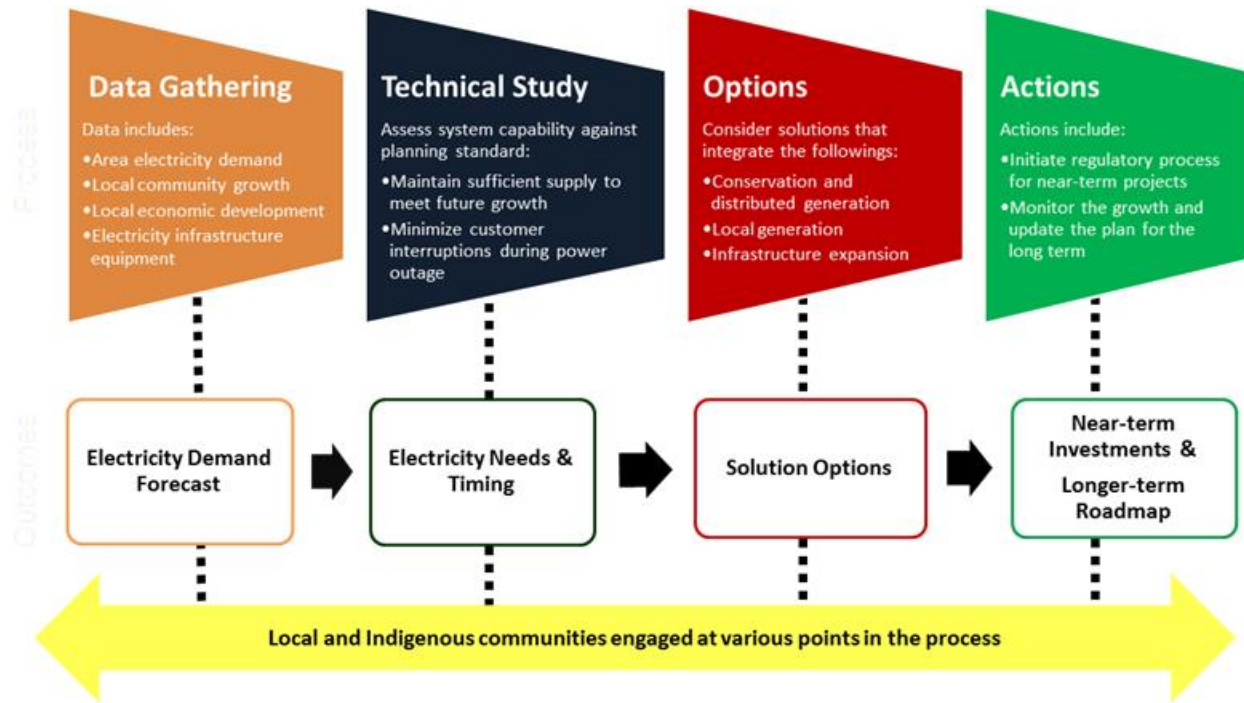 Process
Data Gathering
Data includes:
•Area electricity demand
•Local community growth
•Local economic development
•Electricity infrastructure
equipment
Technical Study
Assess system capability against
planning standard:
•Maintain sufficient supply to
meet future growth
•Minimize customer
interruptions during power
outage
Options
Consider solutions that
integrate the followings:
•Conservation and
distributed generation
•Local generation
•Infrastructure expansion
Actions
Actions include:
•Initiate regulatory process
for near-term projects
•Monitor the growth and
update the plan for the
long term
Outcomes
Electricity Demand
Forecast
Electricity Needs &
Timing
Solution Options
Near-term
Investments &
Longer-term
Roadmap
Local and Indigenous communities engaged at various points in the process